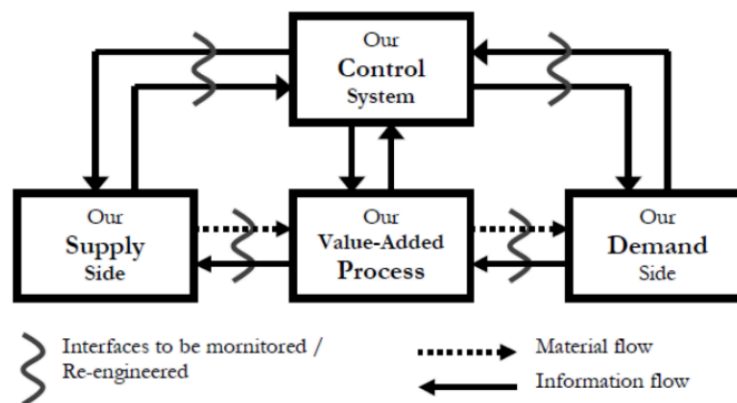 Our
Control
System
Our
Supply
Side
Our
Value-Added
Process
Our
Demand
Side
Interfaces to be mornitored /
Re-engineered
Material flow
Information flow